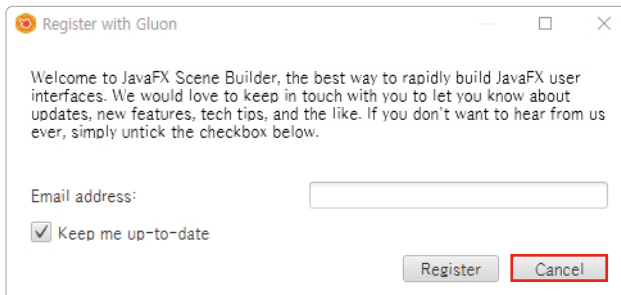 Register with Gluon
Welcome to JavaFX Scene Builder, the best way to rapidly build JavaFX user
interfaces. We would love to keep in touch with you to let you know about
updates, new features, tech tips, and the like. If you don't want to hear from us
ever, simply untick the checkbox below.
Email address:
Keep me up-to-date
Register Cancel